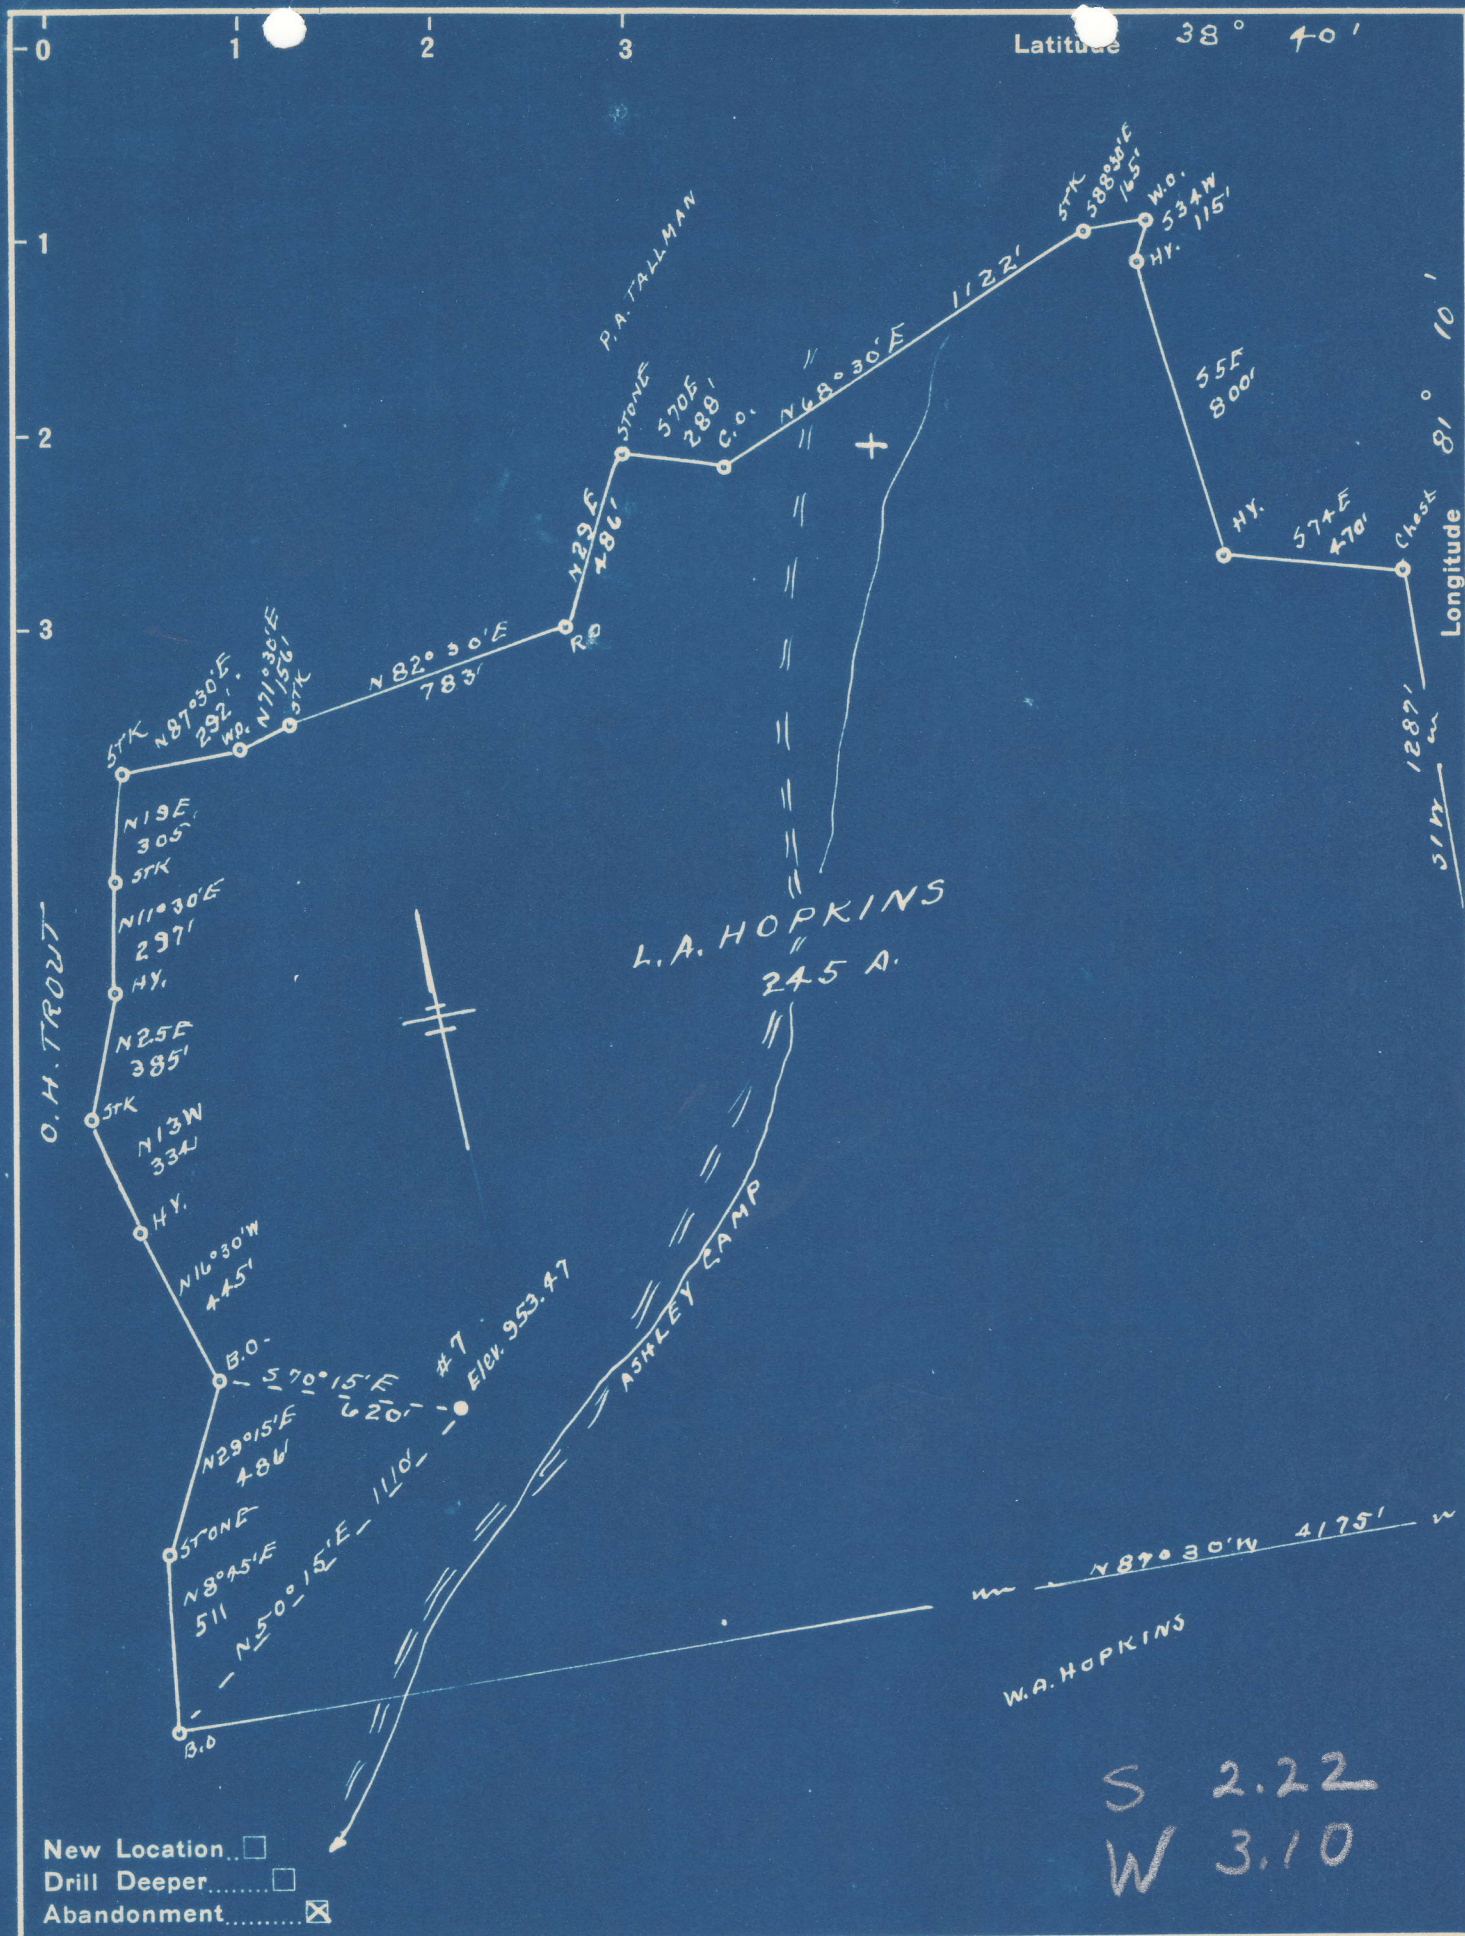 0 1 2 3
Latitude 38° 40'
1
2
3
Longitude 81° 10'
P.A. TALLMAN
STK
S88°30'E
165'
W.O.
S34W
115'
HY.
1122'
N68°30'E
S5E
800'
STONE
S70E
288'
C.O.
HY.
S74E
470'
Chest
N29E
486'
R.O
N82°30'E
783'
N71°30'E
156'
STK
N87°30'E
292'
W.O.
STK
1287'
S1W
N19E
305'
STK
N11°30'E
297'
HY.
O.H. TROUT
L.A. HOPKINS
245 A.
N25E
385'
STK
N13W
334'
HY.
N16°30'W
445'
ASHLEY CAMP
B.O.
S70°15'E
620'
#7
Elev. 953.47
N29°15'E
486'
STONE
N8°45'E
511
N50°15'E 1110'
B.O
N87°30'W 4175'
W.A. HOPKINS
S 2.22
W 3.10
New Location..
Drill Deeper........
Abandonment..........☒